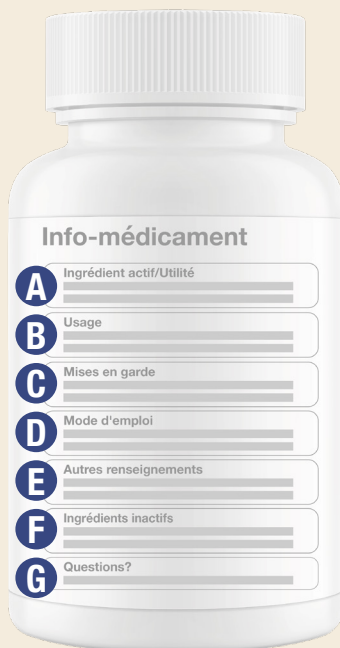 Info-médicament
A Ingrédient actif/Utilité
B Usage
C Mises en garde
D Mode d'emploi
E Autres renseignements
F Ingrédients inactifs
G Questions?